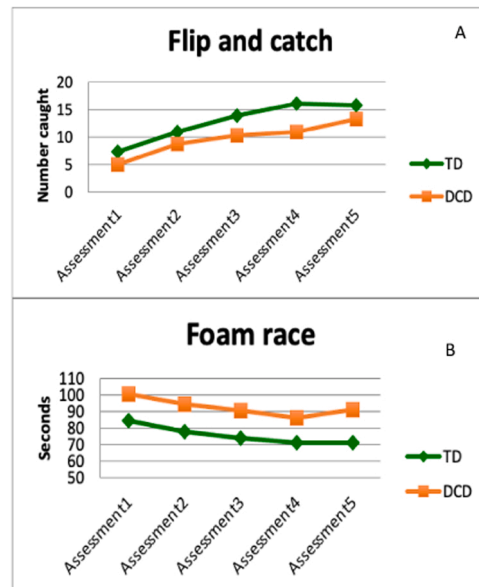 A
Flip and catch
Number caught
20
15
10
5
0
TD
DCD
Assessment1
Assessment2
Assessment3
Assessment4
Assessment5
B
Foam race
Seconds
110
100
90
80
70
60
50
TD
DCD
Assessment1
Assessment2
Assessment3
Assessment4
Assessment5